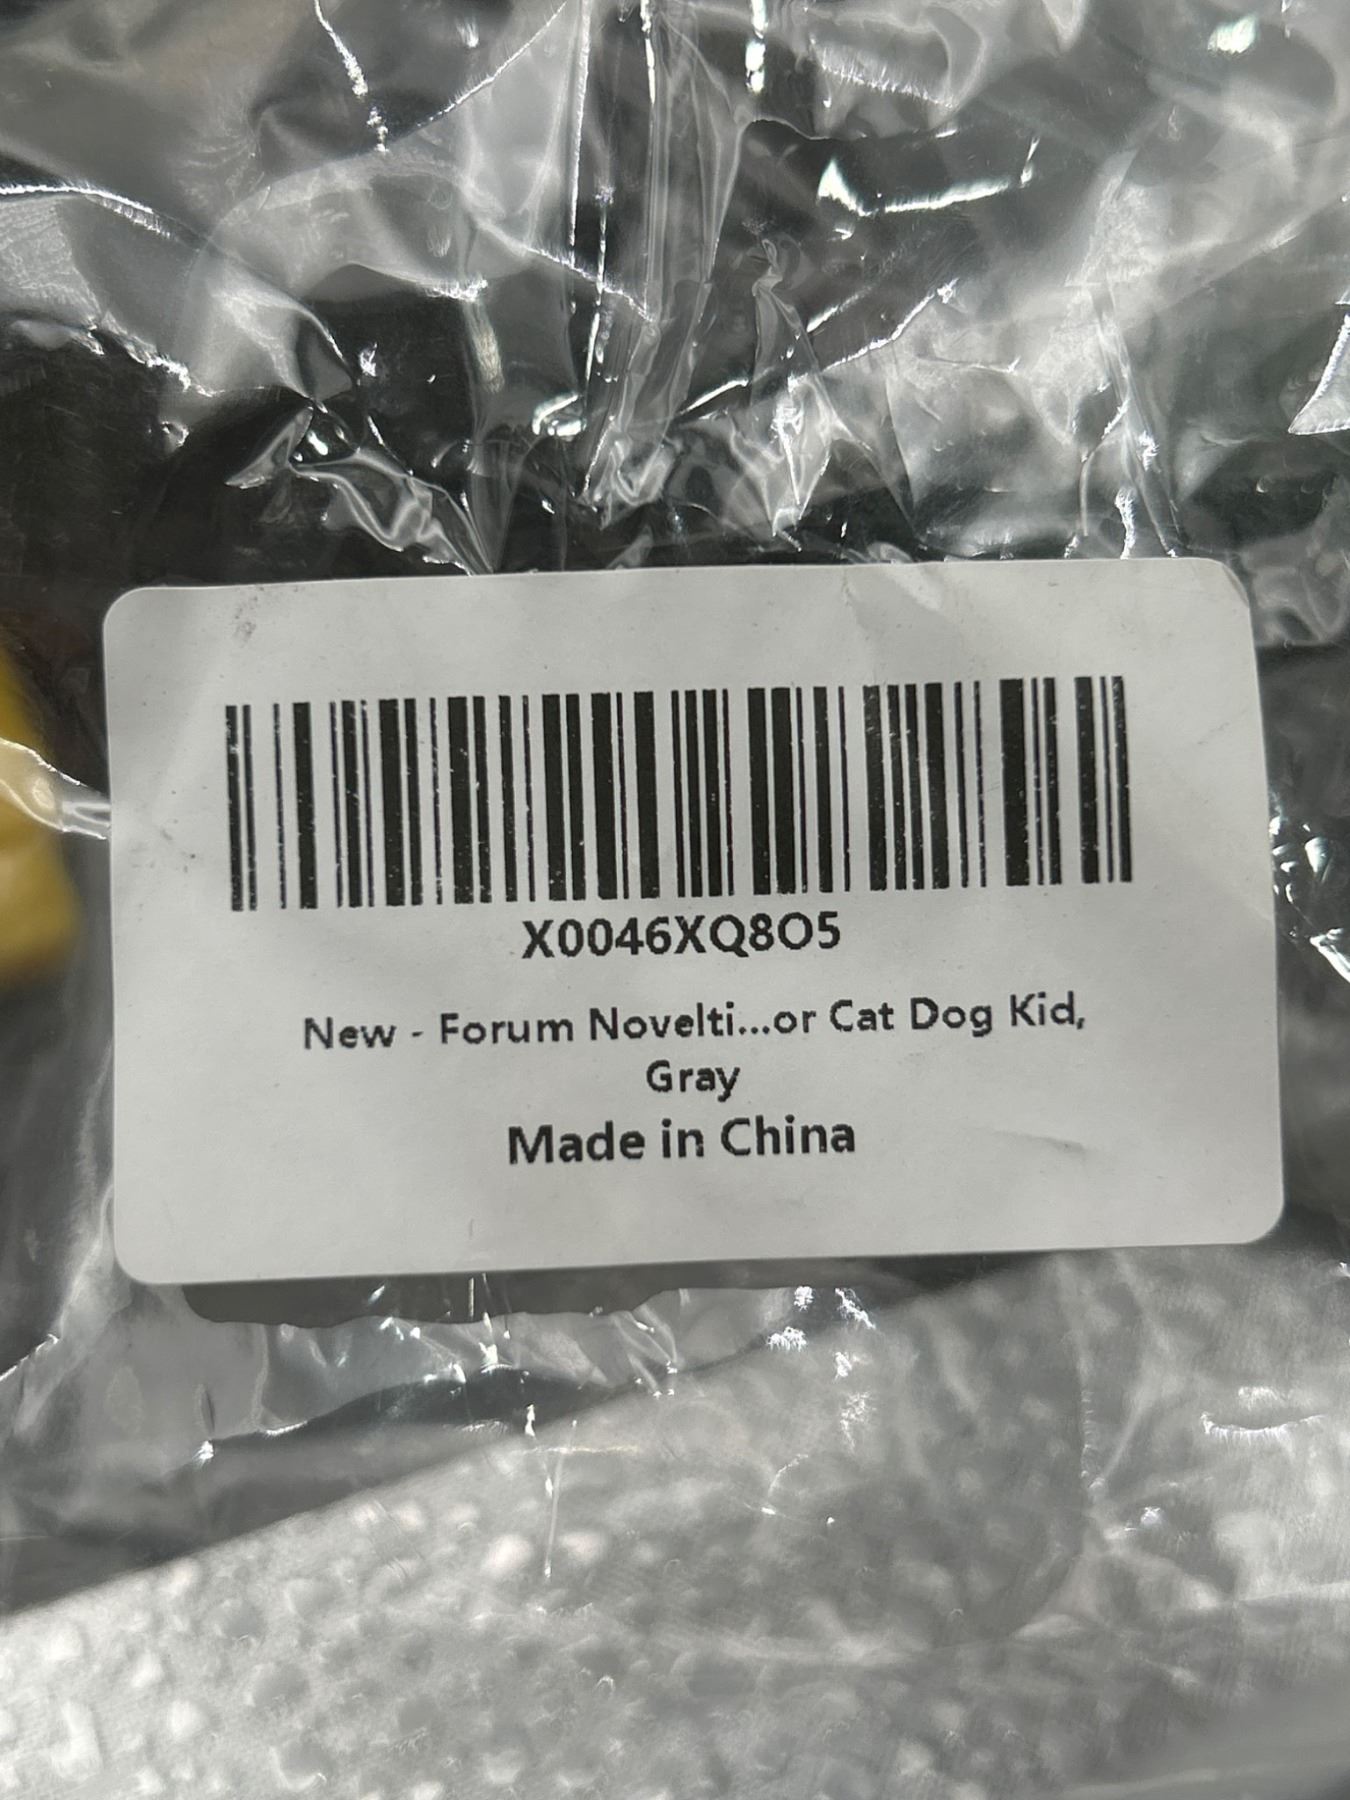 X0046XQ8O5
New - Forum Novelti...or Cat Dog Kid,
Gray
Made in China